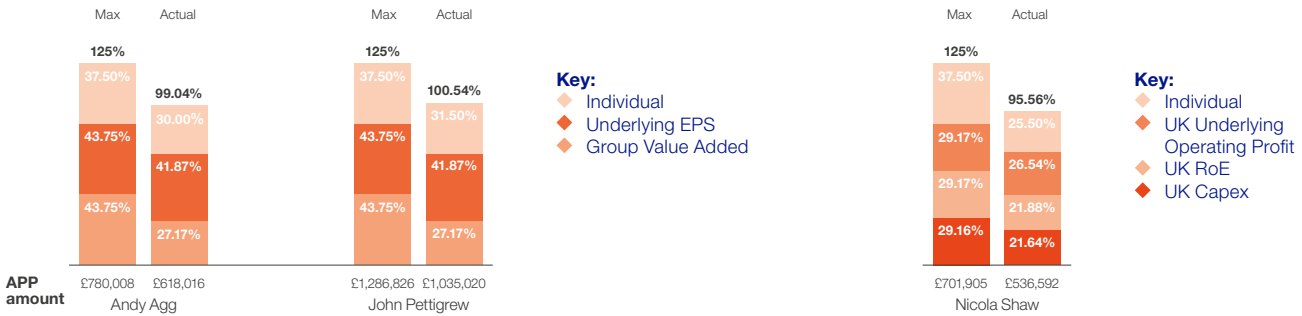 Max Actual
125%
37.50%
43.75%
43.75%
99.04%
30.00%
41.87%
27.17%
Max Actual
125%
37.50%
43.75%
43.75%
100.54%
31.50%
41.87%
27.17%
Key:
Individual
Underlying EPS
Group Value Added
Max Actual
125%
37.50%
29.17%
29.17%
29.16%
95.56%
25.50%
26.54%
21.88%
21.64%
Key:
Individual
UK Underlying
Operating Profit
UK RoE
UK Capex
APP
amount
£780,008 £618,016
Andy Agg
£1,286,826 £1,035,020
John Pettigrew
£701,905 £536,592
Nicola Shaw